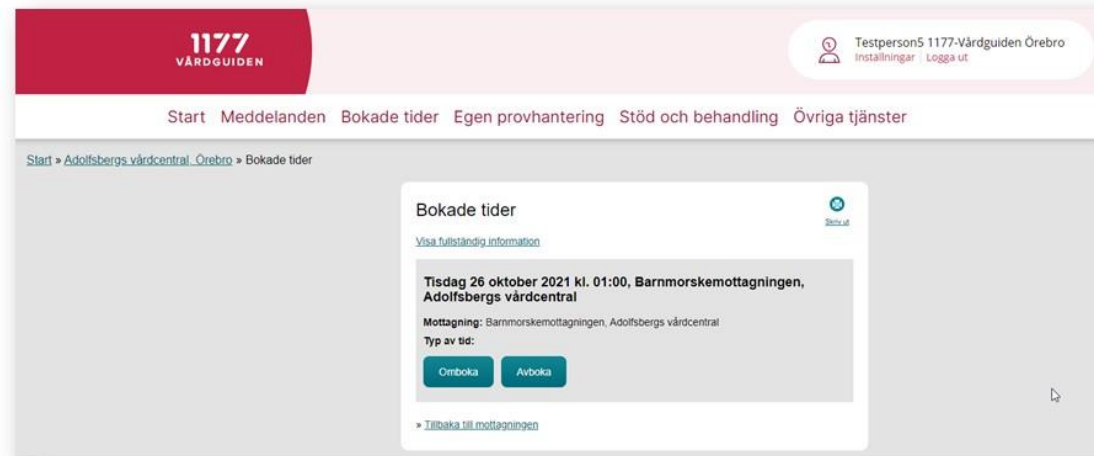 1177
VÅRDGUIDEN
Testperson5 1177-Vårdguiden Örebro
Inställningar | Logga ut
Start Meddelanden Bokade tider Egen provhantering Stöd och behandling Övriga tjänster
Start » Adolfsbergs vårdcentral, Örebro » Bokade tider
Bokade tider
Skriv ut
Visa fullständig information
Tisdag 26 oktober 2021 kl. 01:00, Barnmorskemottagningen,
Adolfsbergs vårdcentral
Mottagning: Barnmorskemottagningen, Adolfsbergs vårdcentral
Typ av tid:
Omboka Avboka
» Tillbaka till mottagningen